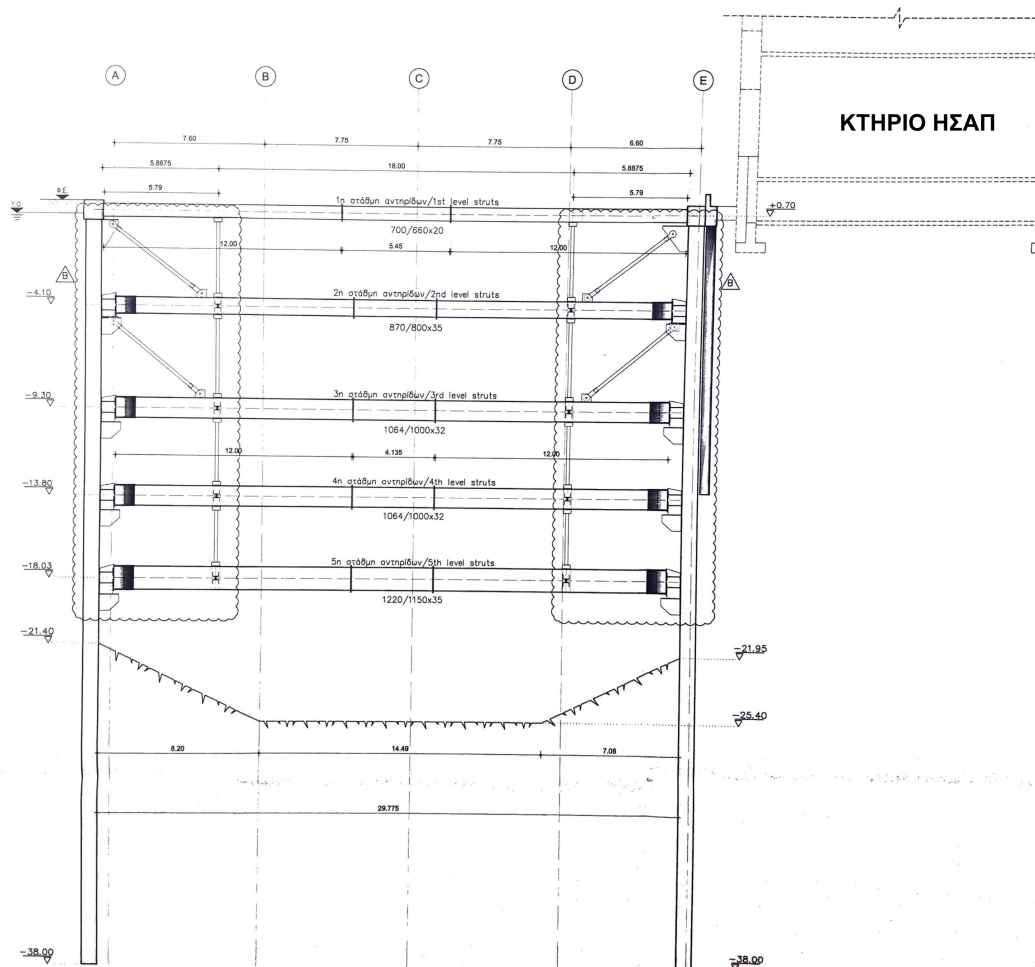 ΚΤΗΡΙΟ ΗΣΑΠ
A B C D E
7.60 7.75 7.75 6.60
5.8875 18.00 5.8875
5.79 5.79
Φ.Ε.
Υ.Ο.
1η στάθμη αντηρίδων/1st level struts
+0.70
700/660x20
12.00 5.45 12.00
B B
-4.10
2η στάθμη αντηρίδων/2nd level struts
870/800x35
-9.30
3η στάθμη αντηρίδων/3rd level struts
1064/1000x32
12.00 4.135 12.00
-13.80
4η στάθμη αντηρίδων/4th level struts
1064/1000x32
-18.03
5η στάθμη αντηρίδων/5th level struts
1220/1150x35
-21.40
-21.95
-25.40
8.20 14.49 7.08
29.775
-38.00 -38.00